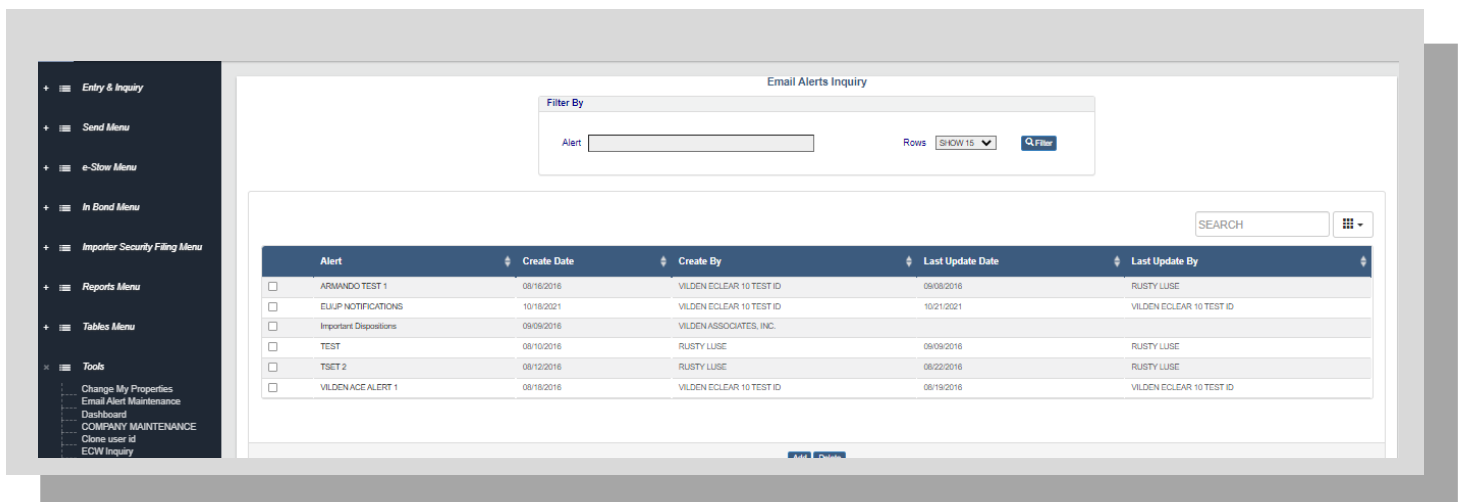 Entry & Inquiry
Send Menu
e-Stow Menu
In Bond Menu
Importer Security Filing Menu
Reports Menu
Tables Menu
Tools
Change My Properties
Email Alert Maintenance
Dashboard
COMPANY MAINTENANCE
Clone user id
ECW Inquiry
Email Alerts Inquiry
Filter By
Alert Rows SHOW 15 Filter
SEARCH
Alert Create Date Create By Last Update Date Last Update By
ARMANDO TEST 1 08/16/2016 VILDEN ECLEAR 10 TEST ID 09/08/2016 RUSTY LUSE
EU/JP NOTIFICATIONS 10/18/2021 VILDEN ECLEAR 10 TEST ID 10/21/2021 VILDEN ECLEAR 10 TEST ID
Important Dispositions 09/09/2016 VILDEN ASSOCIATES, INC.
TEST 08/10/2016 RUSTY LUSE 09/09/2016 RUSTY LUSE
TSET 2 08/12/2016 RUSTY LUSE 08/22/2016 RUSTY LUSE
VILDEN ACE ALERT 1 08/18/2016 VILDEN ECLEAR 10 TEST ID 08/19/2016 VILDEN ECLEAR 10 TEST ID
Add Delete